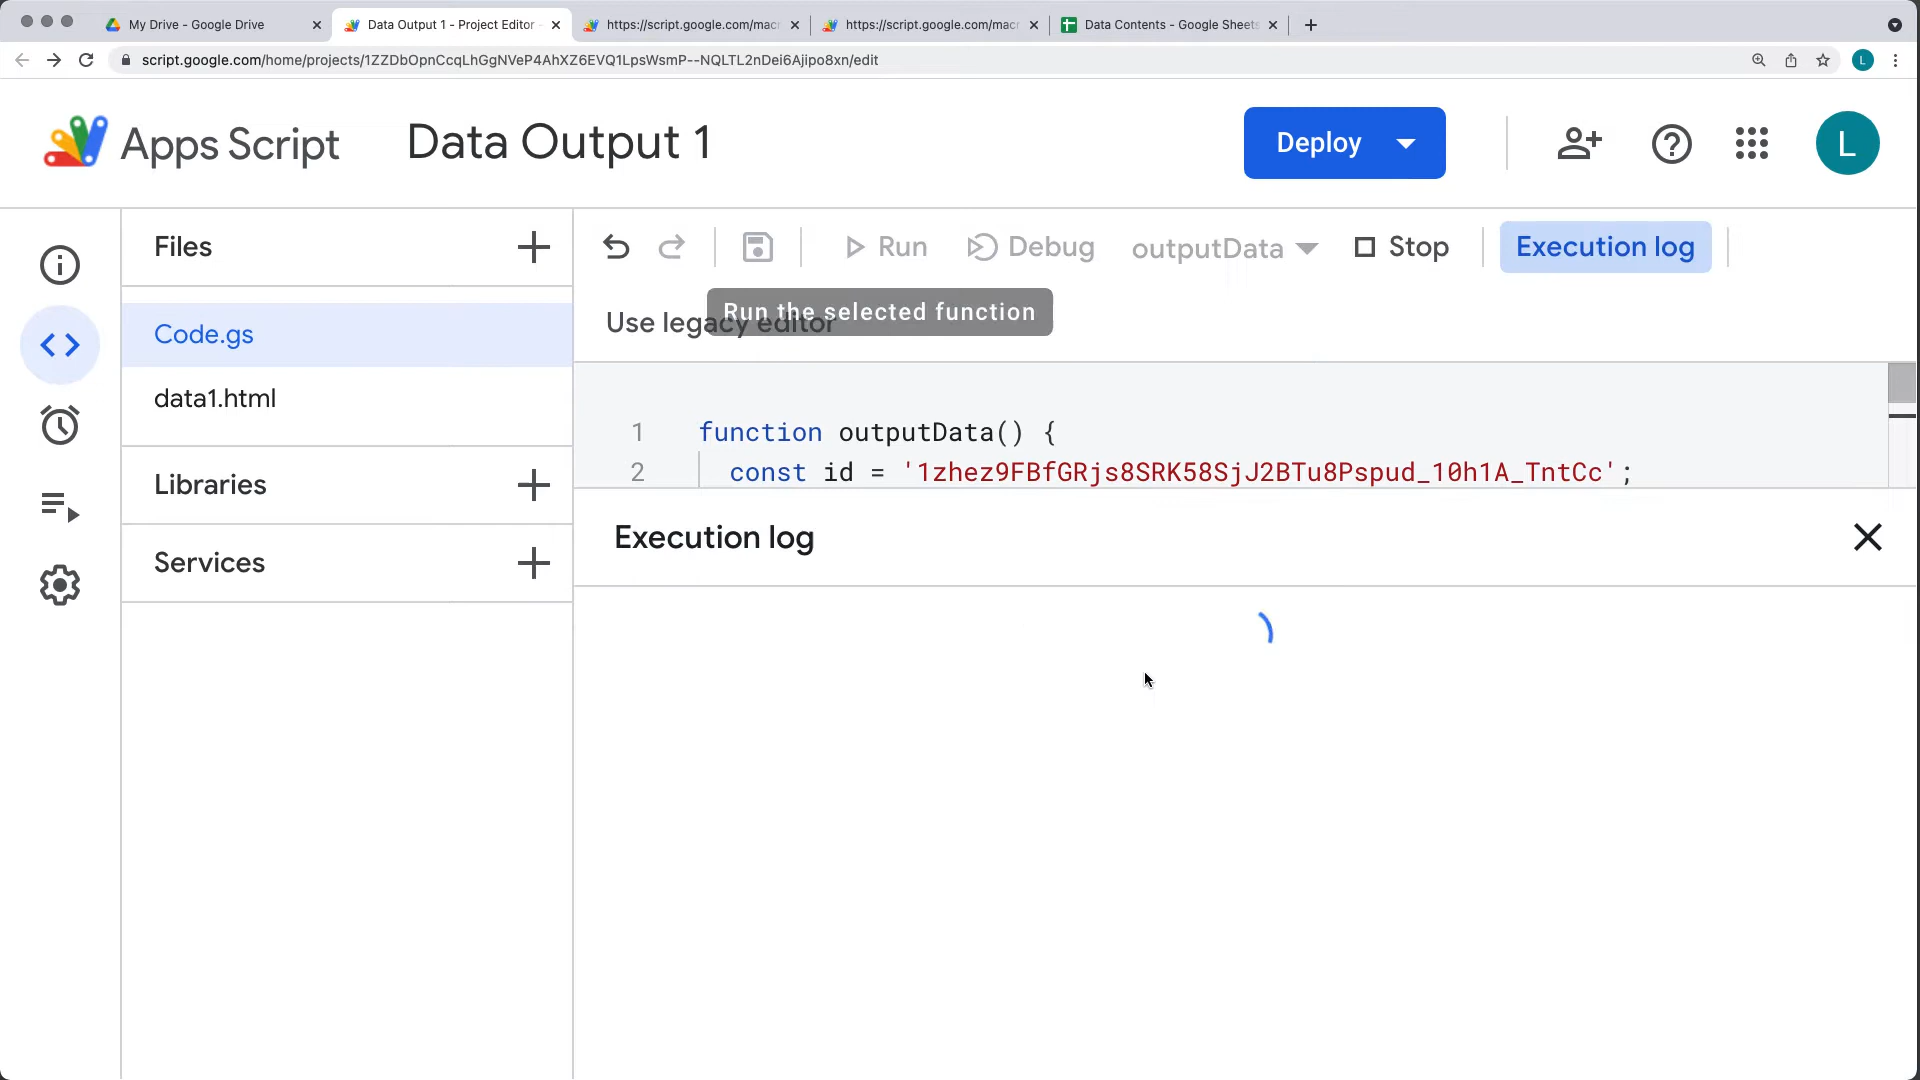 My Drive - Google Drive
Data Output 1 - Project Editor -
https://script.google.com/mac
https://script.google.com/mac
Data Contents - Google Sheets
script.google.com/home/projects/1ZZDbOpnCcqLhGgNVeP4AhXZ6EVQ1LpsWsmP--NQLTL2nDei6Ajipo8xn/edit
L
Apps Script
Data Output 1
Deploy
L
Files
Run
Debug
outputData
Stop
Execution log
Use legacy editor
Run the selected function
Code.gs
data1.html
Libraries
Services
1 function outputData() {
2 const id = '1zhez9FBfGRjs8SRK58SjJ2BTu8Pspud_10h1A_TntCc';
Execution log